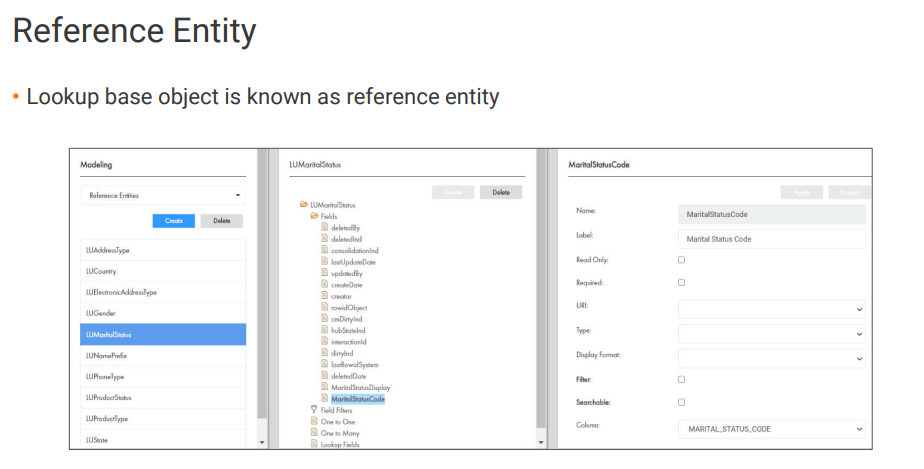 Reference Entity
• Lookup base object is known as reference entity
Modeling
Reference Entities
Create
Delete
LUAddressType
LUCountry
LUElectronicAddressType
LUGender
LUMaritalStatus
LUNamePrefix
LUPhoneType
LUProductStatus
LUProductType
LUState
LUMaritalStatus
Create
Delete
LUMaritalStatus
Fields
deletedBy
deletedInd
consolidationInd
lastUpdateDate
updatedBy
createDate
creator
rowidObject
cmDirtyInd
hubStateInd
interactionId
dirtyInd
lastRowidSystem
deletedDate
MaritalStatusDisplay
MaritalStatusCode
Field Filters
One to One
One to Many
Lookup Fields
MaritalStatusCode
Apply
Discard
Name:
MaritalStatusCode
Label:
Marital Status Code
Read Only:
Required:
URI:
Type:
Display Format:
Filter:
Searchable:
Column:
MARITAL_STATUS_CODE